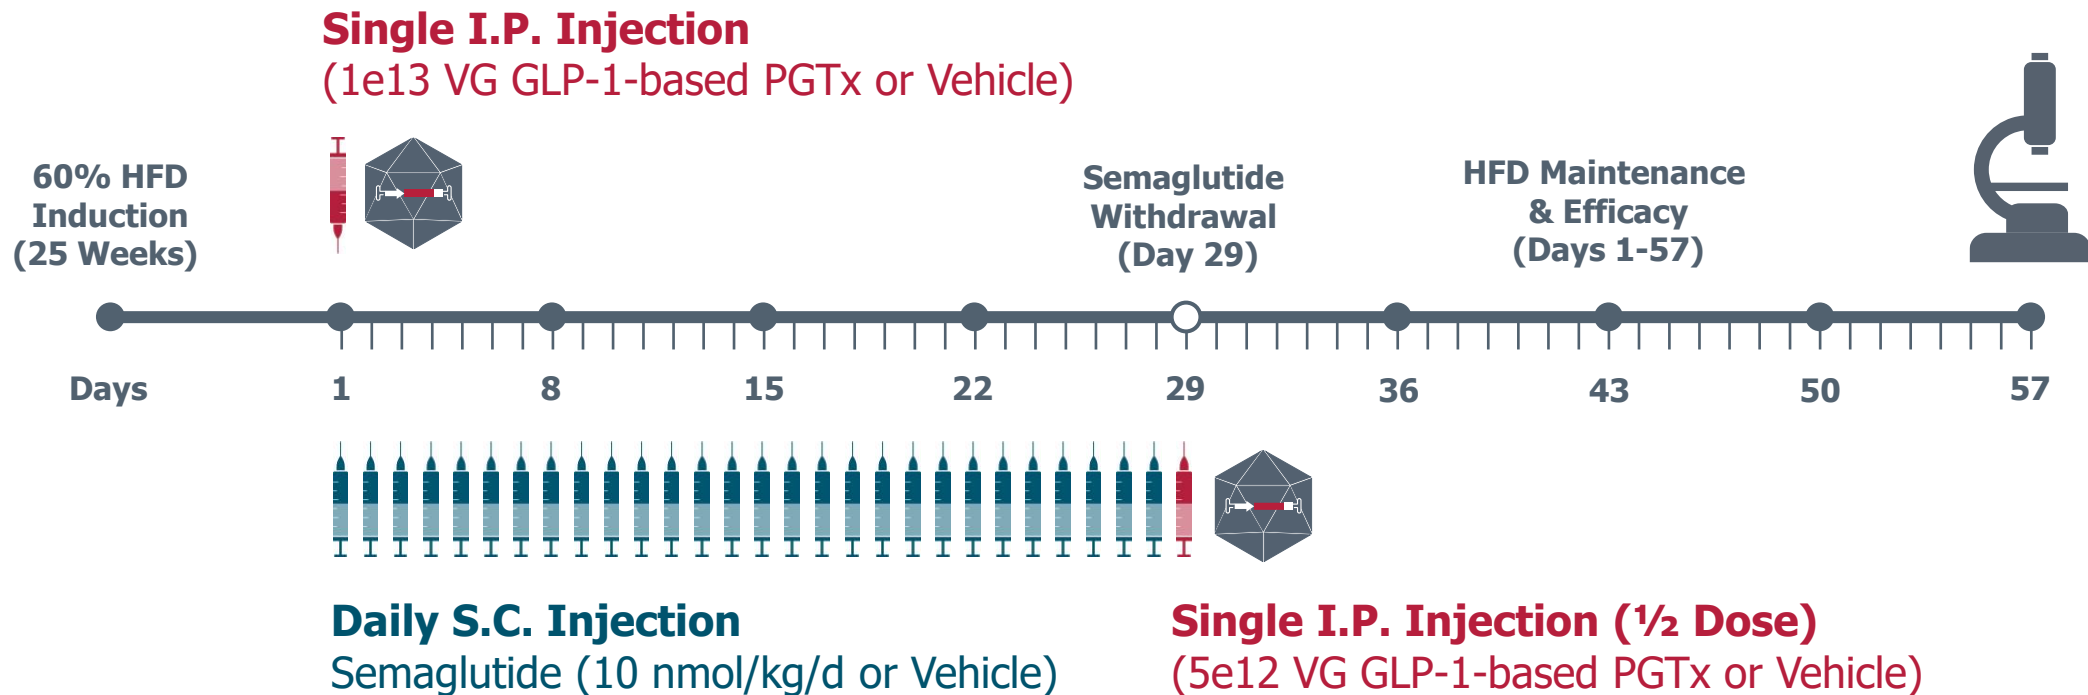 Single I.P. Injection
(1e13 VG GLP-1-based PGTx or Vehicle)
60% HFD
Induction
(25 Weeks)
Semaglutide
Withdrawal
(Day 29)
HFD Maintenance
& Efficacy
(Days 1-57)
Days 1 8 15 22 29 36 43 50 57
Daily S.C. Injection
Semaglutide (10 nmol/kg/d or Vehicle)
Single I.P. Injection (½ Dose)
(5e12 VG GLP-1-based PGTx or Vehicle)